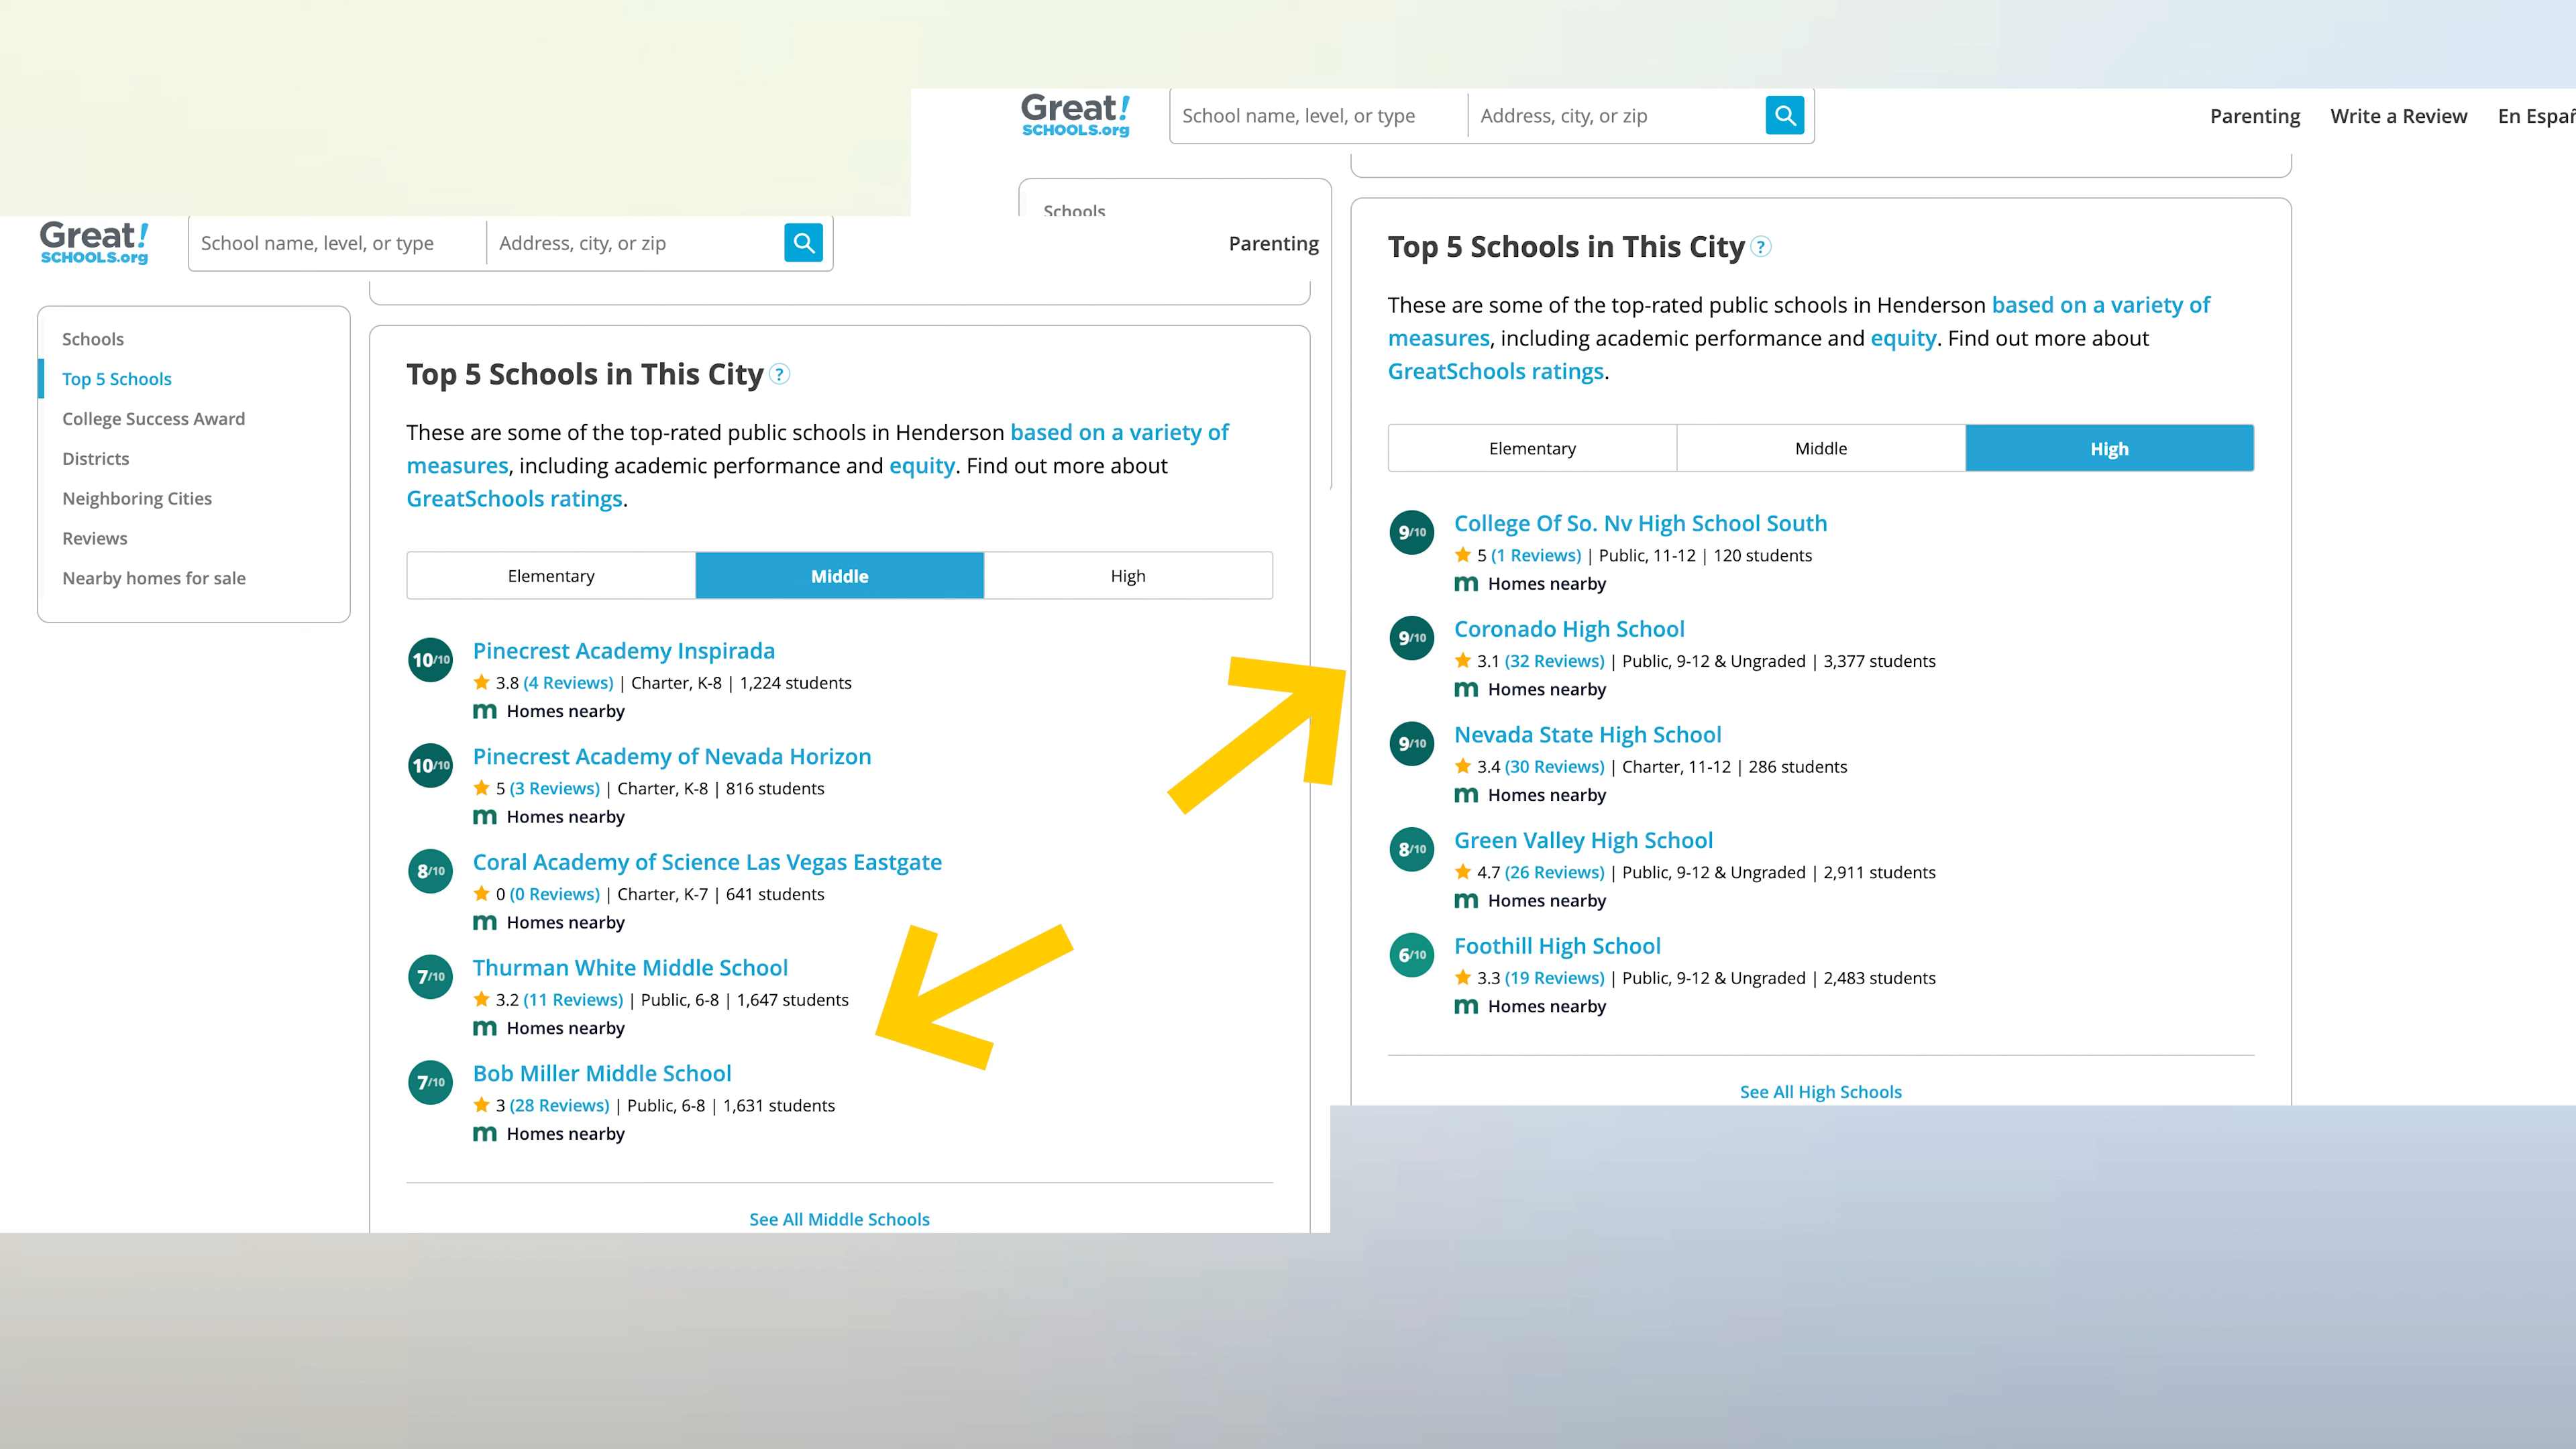 Great!
SCHOOLS.org
School name, level, or type
Address, city, or zip
Parenting
Schools
Top 5 Schools
College Success Award
Districts
Neighboring Cities
Reviews
Nearby homes for sale
Top 5 Schools in This City ?
These are some of the top-rated public schools in Henderson based on a variety of
measures, including academic performance and equity. Find out more about
GreatSchools ratings.
Elementary
Middle
High
10/10
Pinecrest Academy Inspirada
3.8 (4 Reviews) | Charter, K-8 | 1,224 students
m Homes nearby
10/10
Pinecrest Academy of Nevada Horizon
5 (3 Reviews) | Charter, K-8 | 816 students
m Homes nearby
8/10
Coral Academy of Science Las Vegas Eastgate
0 (0 Reviews) | Charter, K-7 | 641 students
m Homes nearby
7/10
Thurman White Middle School
3.2 (11 Reviews) | Public, 6-8 | 1,647 students
m Homes nearby
7/10
Bob Miller Middle School
3 (28 Reviews) | Public, 6-8 | 1,631 students
m Homes nearby
See All Middle Schools
Great!
SCHOOLS.org
School name, level, or type
Address, city, or zip
Parenting
Write a Review
En Españ
Schools
Top 5 Schools in This City ?
These are some of the top-rated public schools in Henderson based on a variety of
measures, including academic performance and equity. Find out more about
GreatSchools ratings.
Elementary
Middle
High
9/10
College Of So. Nv High School South
5 (1 Reviews) | Public, 11-12 | 120 students
m Homes nearby
9/10
Coronado High School
3.1 (32 Reviews) | Public, 9-12 & Ungraded | 3,377 students
m Homes nearby
9/10
Nevada State High School
3.4 (30 Reviews) | Charter, 11-12 | 286 students
m Homes nearby
8/10
Green Valley High School
4.7 (26 Reviews) | Public, 9-12 & Ungraded | 2,911 students
m Homes nearby
6/10
Foothill High School
3.3 (19 Reviews) | Public, 9-12 & Ungraded | 2,483 students
m Homes nearby
See All High Schools